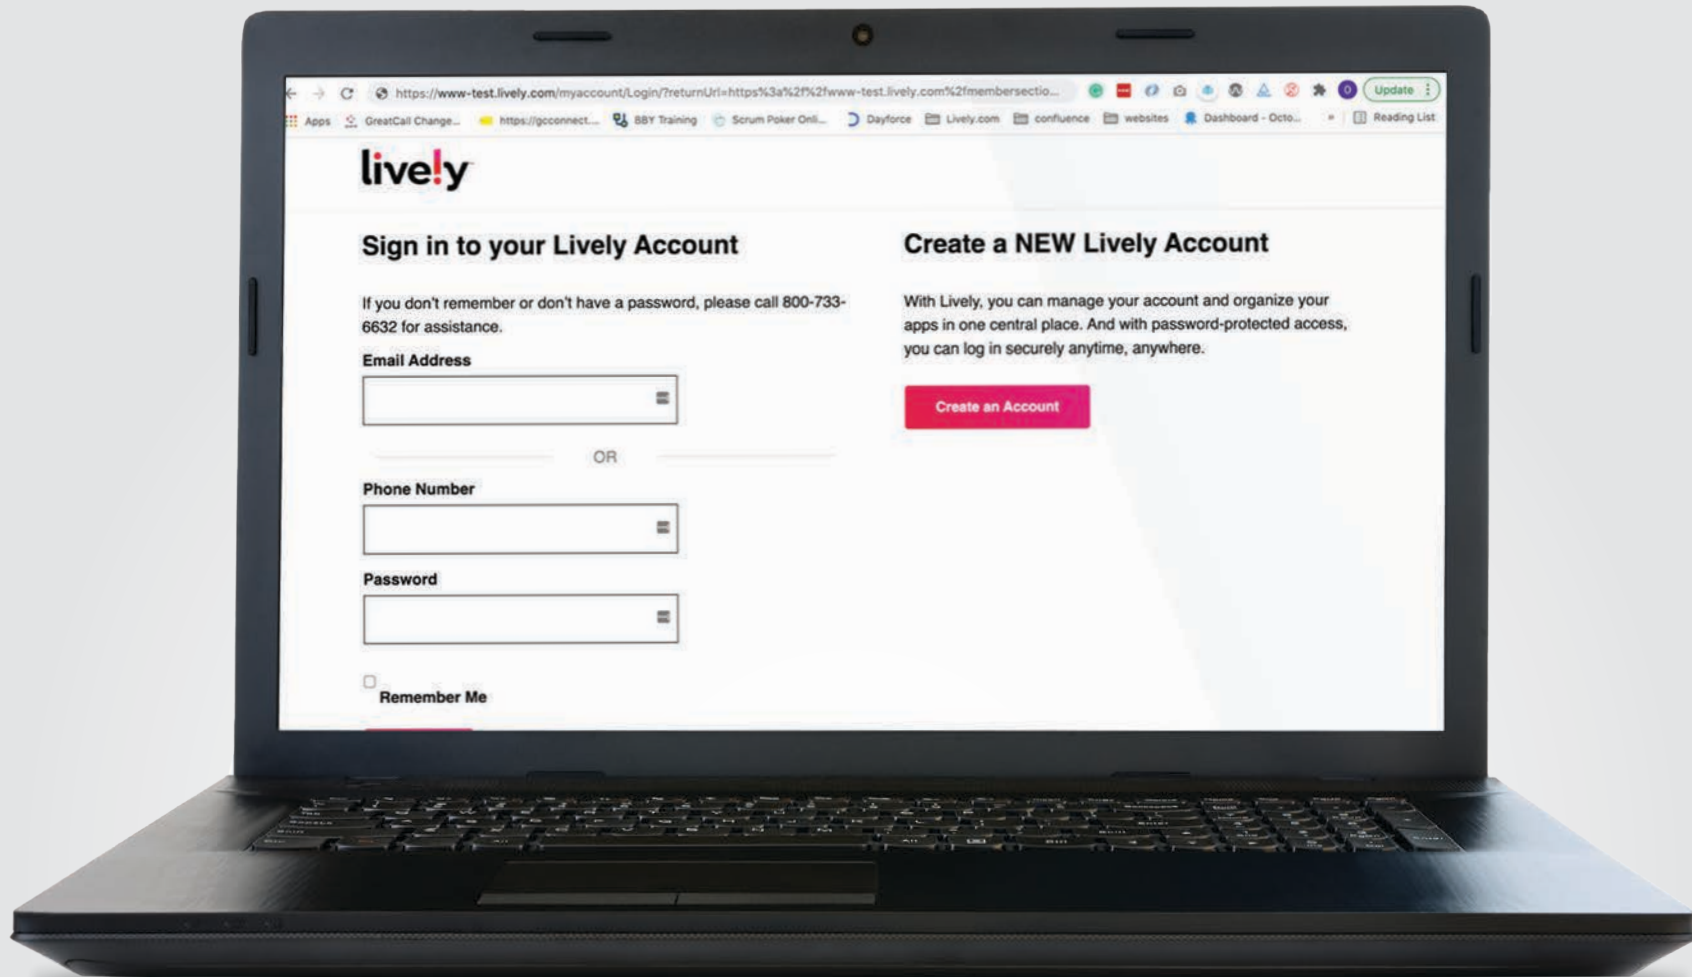 https://www-test.lively.com/myaccount/Login/?returnUrl=https%3a%2f%2fwww-test.lively.com%2fmembersectio...
Update
Apps GreatCall Change... https://gcconnect.... BBY Training Scrum Poker Onli... Dayforce Lively.com confluence websites Dashboard - Octo... » Reading List
live!y
Sign in to your Lively Account
If you don't remember or don't have a password, please call 800-733-
6632 for assistance.
Email Address
OR
Phone Number
Password
Remember Me
Create a NEW Lively Account
With Lively, you can manage your account and organize your
apps in one central place. And with password-protected access,
you can log in securely anytime, anywhere.
Create an Account